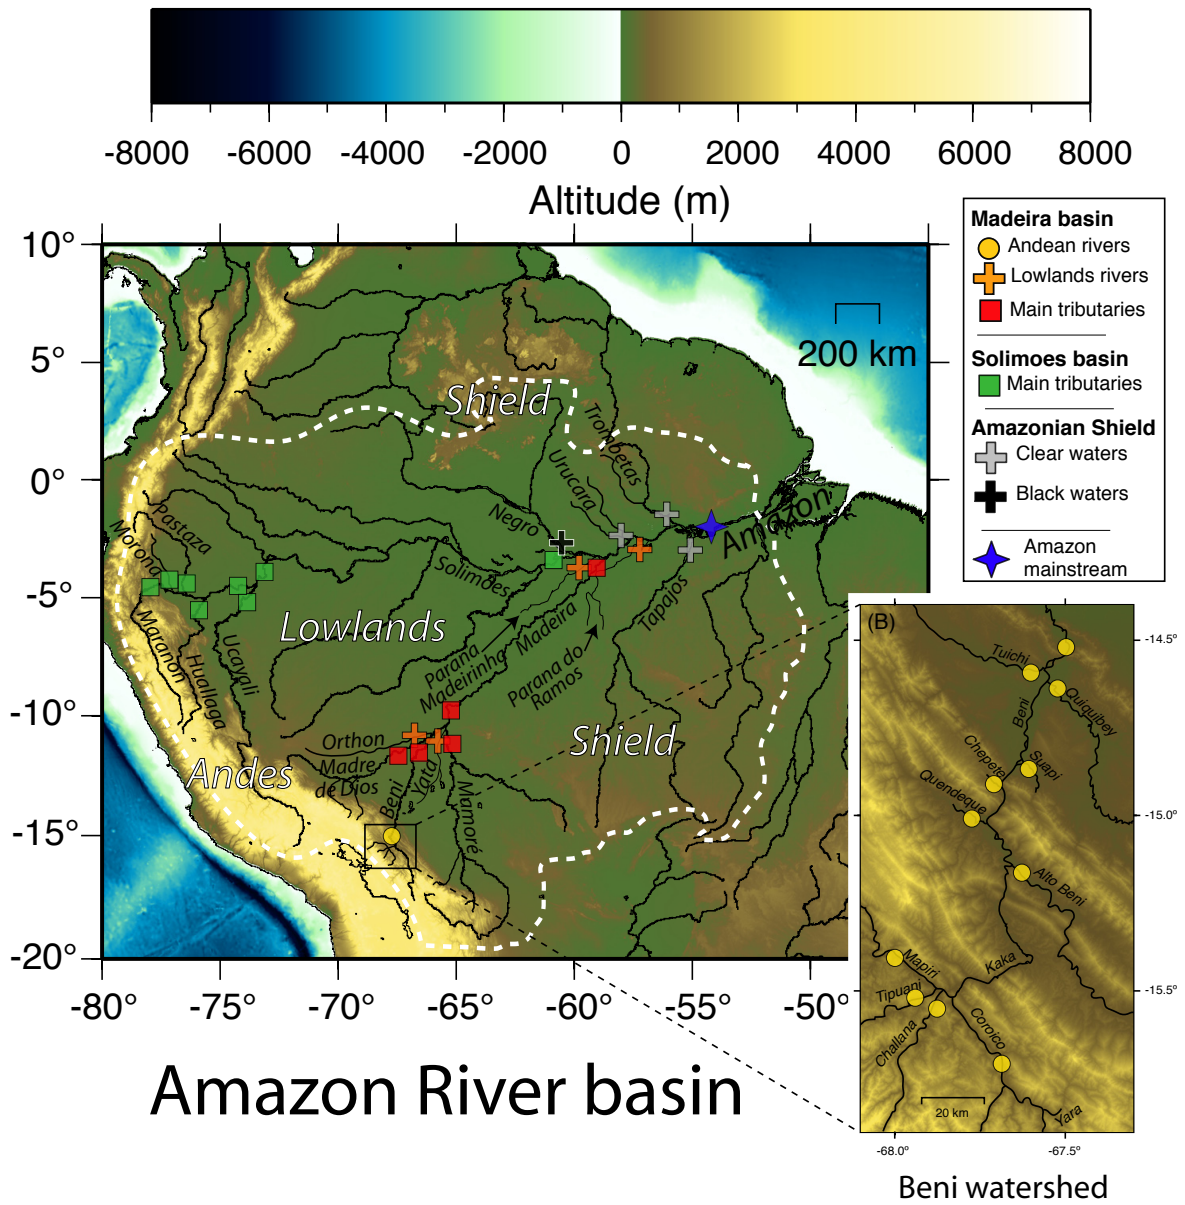 -8000 -6000 -4000 -2000 0 2000 4000 6000 8000
Altitude (m)
Madeira basin
Andean rivers
Lowlands rivers
Main tributaries
Solimoes basin
Main tributaries
Amazonian Shield
Clear waters
Black waters
Amazon
mainstream
10°
5°
0°
-5°
-10°
-15°
-20°
-80° -75° -70° -65° -60° -55° -50°
200 km
Shield
Trombetas
Urucara
Negro
Amazon
Pastaza
Morona
Solimões
Lowlands
Maranon
Huallaga
Ucayali
Madeira
Tapajos
Parana
Madeirinha
Parana do
Ramos
Orthon
Madre
de Dios
Beni
Yata
Mamore
Shield
Andes
(B)
-14.5°
-15.0°
-15.5°
-68.0° -67.5°
Tuichi
Quiquibey
Beni
Chepete
Suapi
Quendeque
Alto Beni
Mapiri
Kaka
Tipuani
Challana
Coroico
Yara
20 km
Amazon River basin
Beni watershed